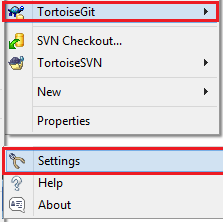 TortoiseGit
SVN Checkout...
TortoiseSVN
New
Properties
Settings
Help
About